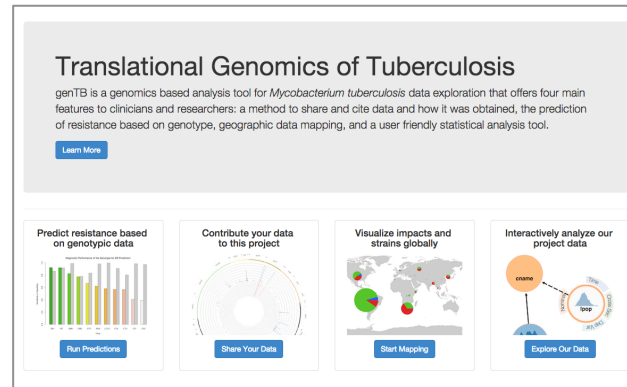 Translational Genomics of Tuberculosis
genTB is a genomics based analysis tool for Mycobacterium tuberculosis data exploration that offers four main
features to clinicians and researchers: a method to share and cite data and how it was obtained, the prediction
of resistance based on genotype, geographic data mapping, and a user friendly statistical analysis tool.
Learn More
Predict resistance based
on genotypic data
Run Predictions
Contribute your data
to this project
Share Your Data
Visualize impacts and
strains globally
Start Mapping
Interactively analyze our
project data
cname
Time
lpop
Explore Our Data